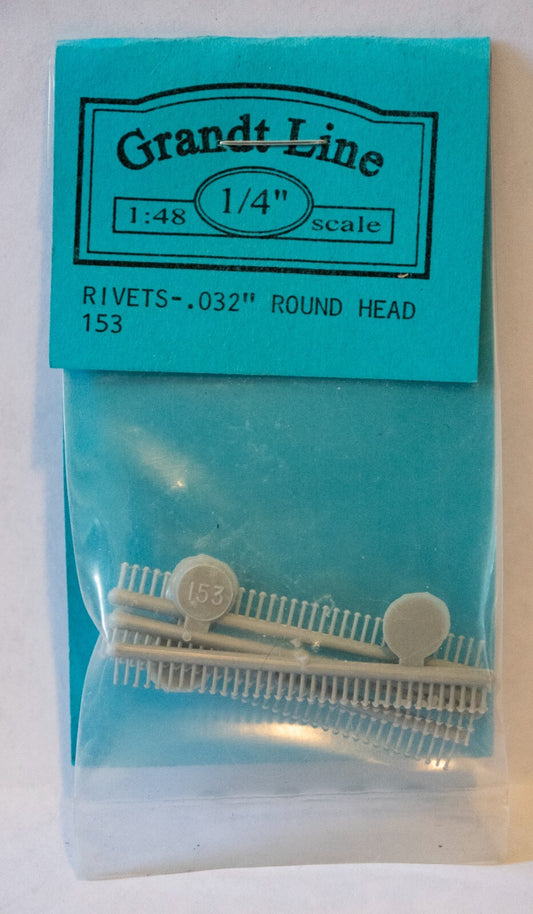 Grandt Line
1:48 1/4" scale
RIVETS-.032" ROUND HEAD
153
153